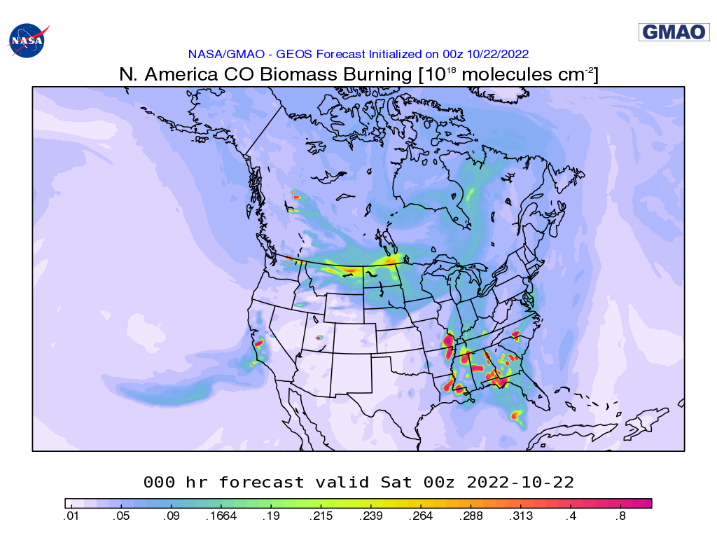 NASA
GMAO
NASA/GMAO - GEOS Forecast Initialized on 00z 10/22/2022
N. America CO Biomass Burning [10¹⁸ molecules cm⁻²]
000 hr forecast valid Sat 00z 2022-10-22
.01 .05 .09 .1664 .19 .215 .239 .264 .288 .313 .4 .8